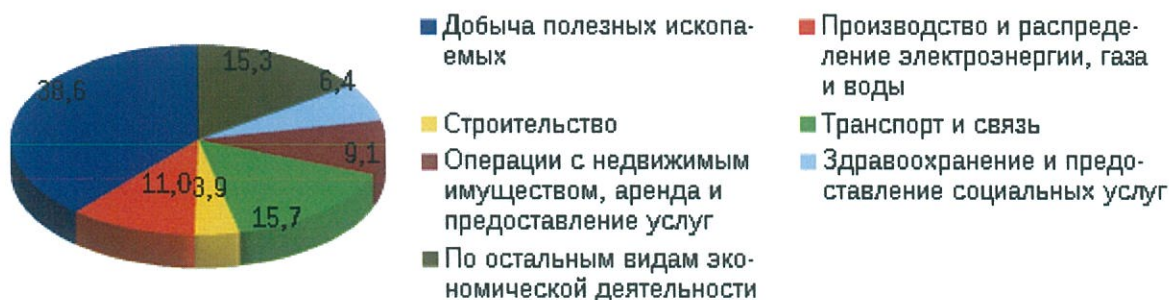 15,3
6,4
38,6
9,1
11,0
3,9
15,7
Добыча полезных ископа-
емых
Производство и распреде-
ление электроэнергии, газа
и воды
Строительство
Транспорт и связь
Операции с недвижимым
имуществом, аренда и
предоставление услуг
Здравоохранение и предо-
ставление социальных услуг
По остальным видам эко-
номической деятельности